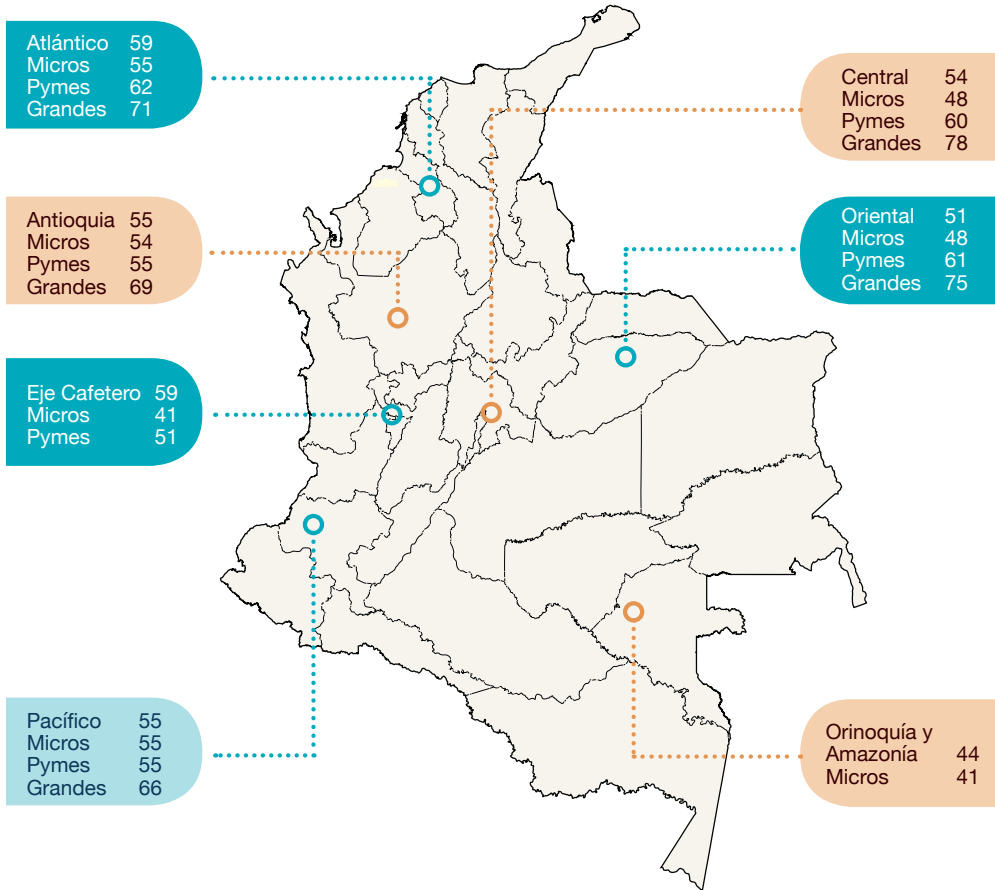 Atlántico 59
Micros 55
Pymes 62
Grandes 71
Antioquia 55
Micros 54
Pymes 55
Grandes 69
Eje Cafetero 59
Micros 41
Pymes 51
Pacífico 55
Micros 55
Pymes 55
Grandes 66
Central 54
Micros 48
Pymes 60
Grandes 78
Oriental 51
Micros 48
Pymes 61
Grandes 75
Orinoquía y
Amazonía 44
Micros 41